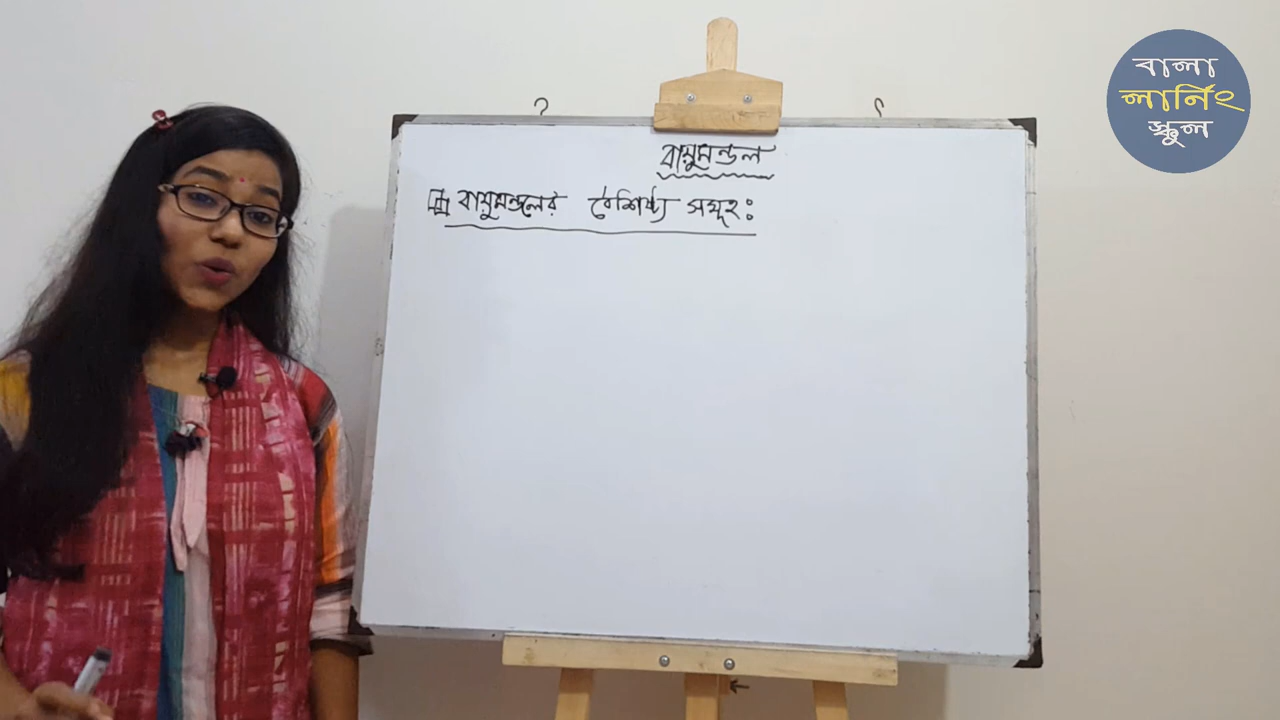 বায়ুমন্ডল
বায়ুমন্ডলের বৈশিষ্ট্য সমূহঃ
বালা
লার্নিং
স্কুল